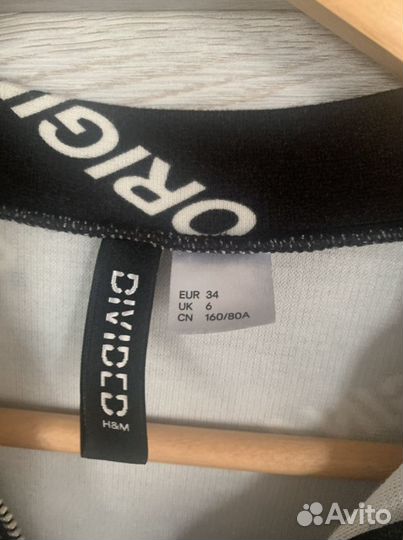 ORIGI
DIVIDED
H&M
EUR 34
UK 6
CN 160/80A
Avito